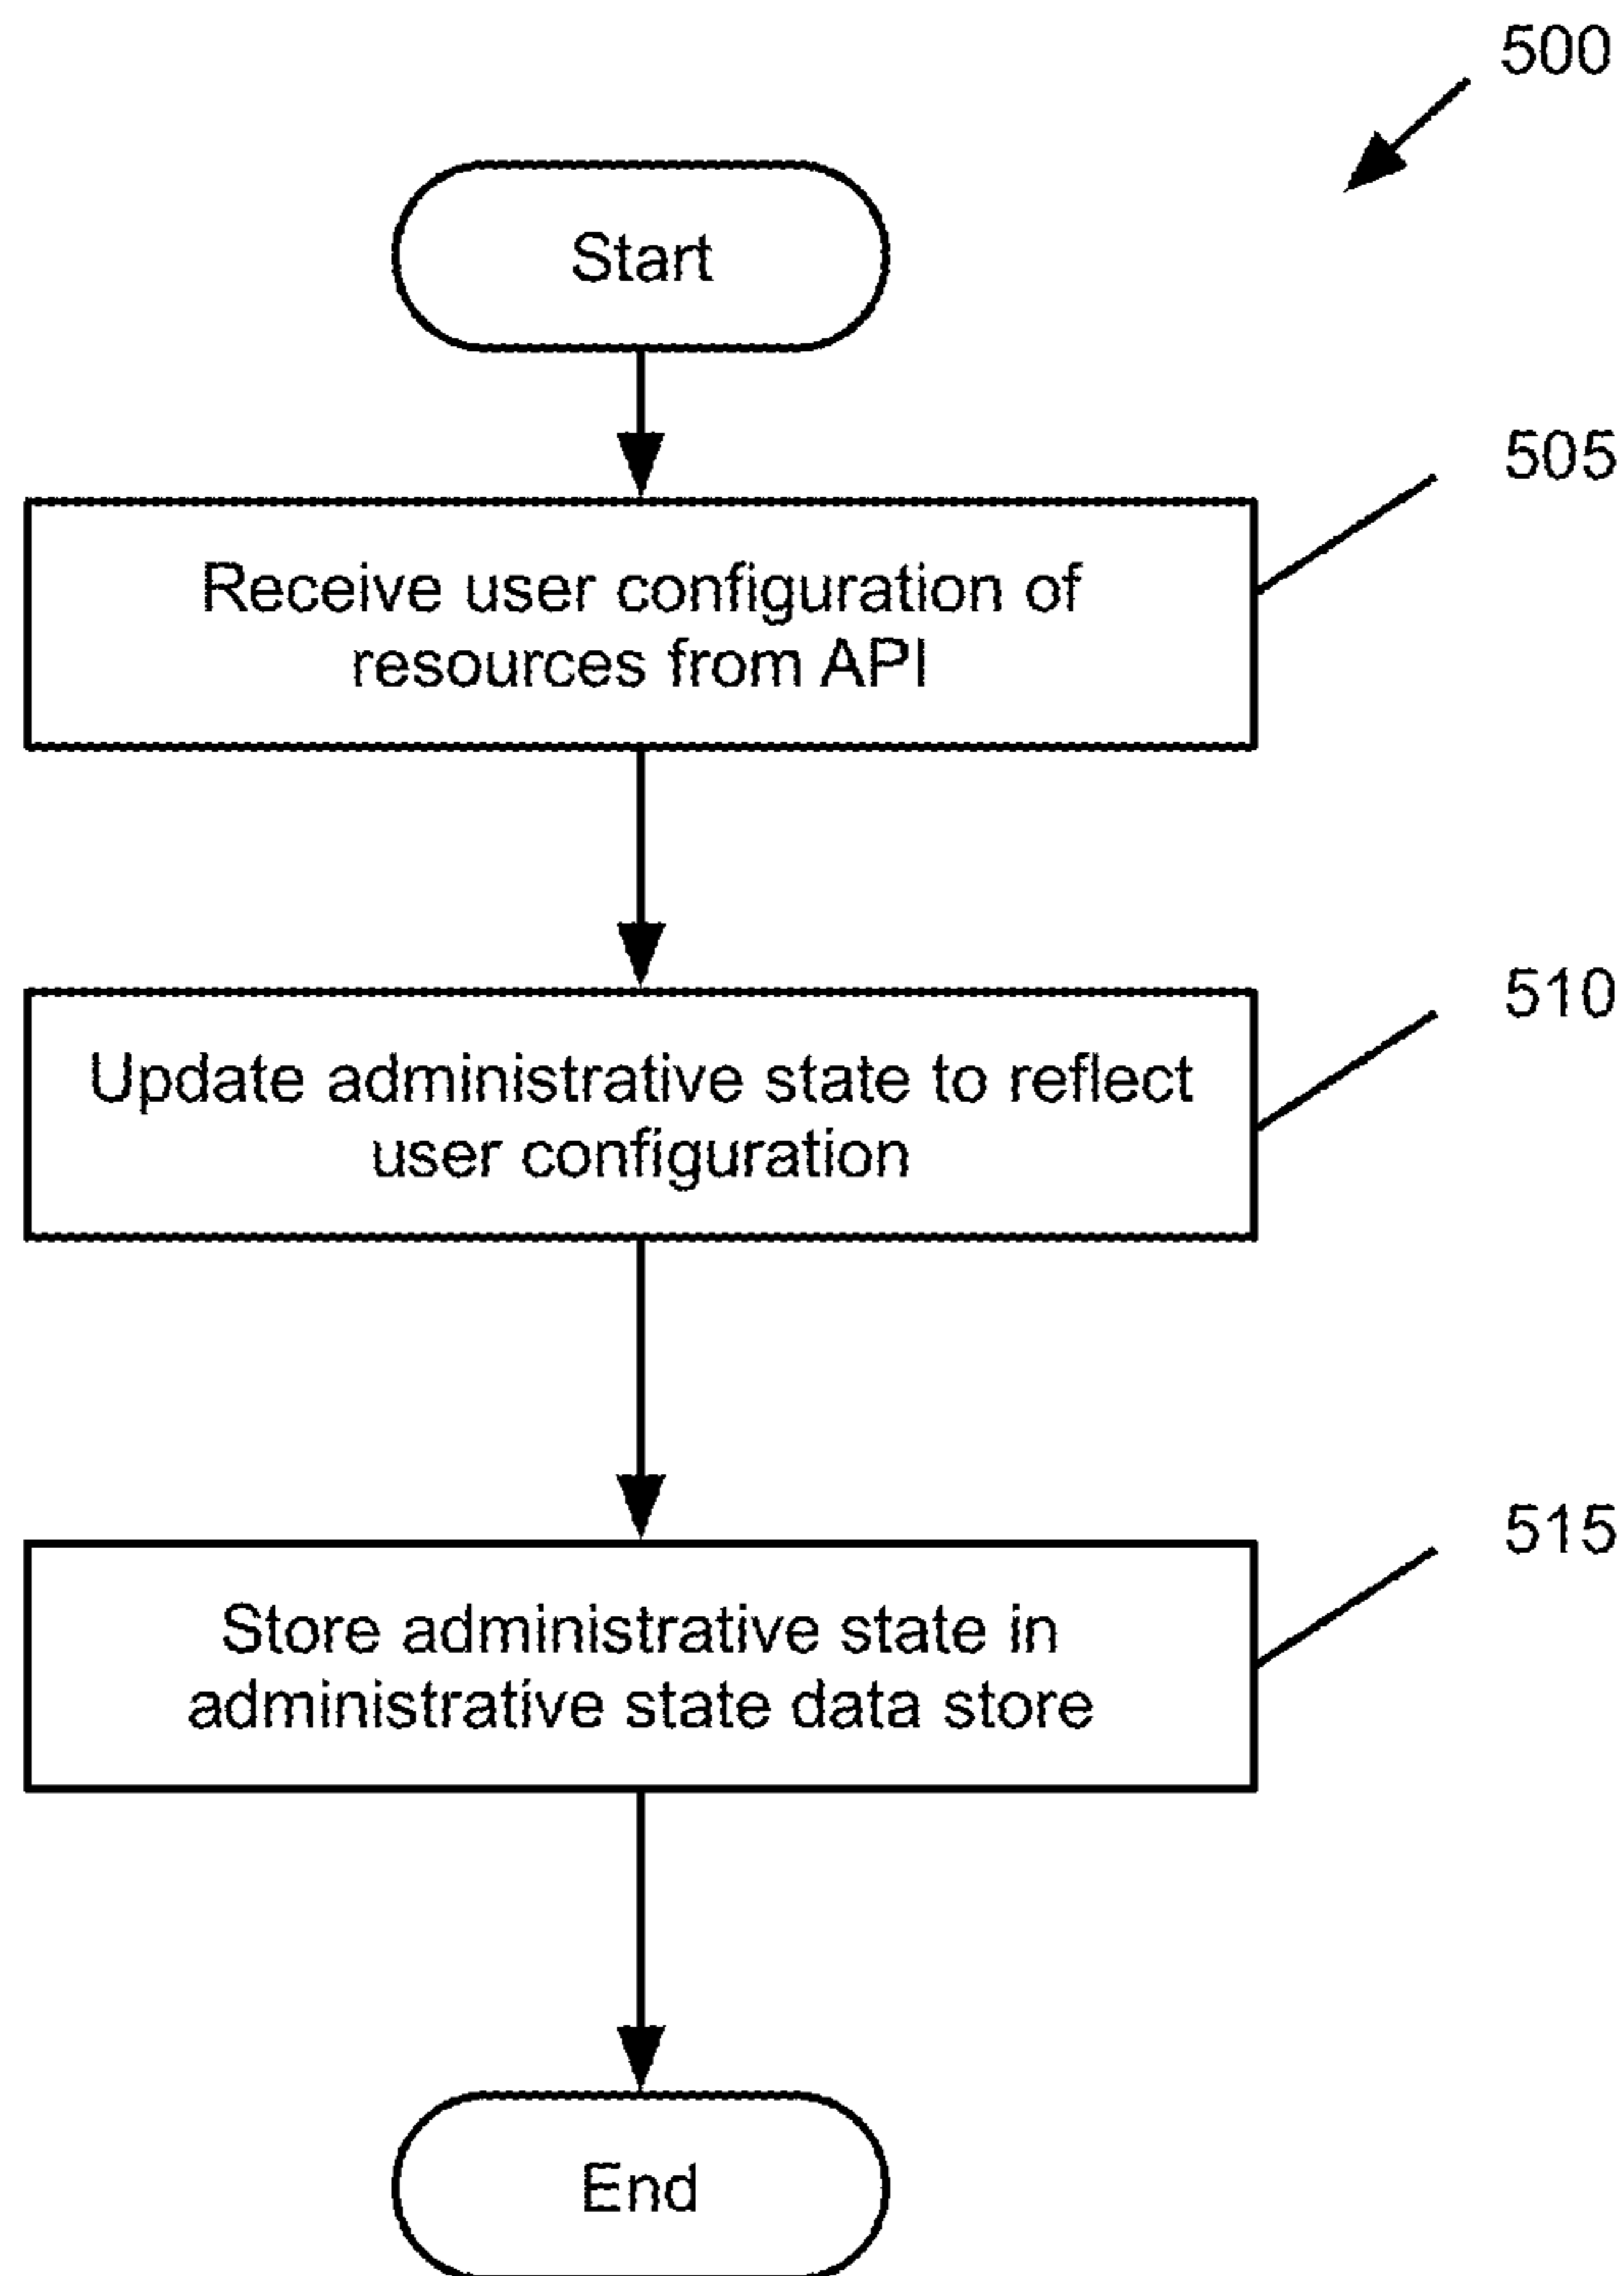 500
Start
505
Receive user configuration of
resources from API
510
Update administrative state to reflect
user configuration
515
Store administrative state in
administrative state data store
End